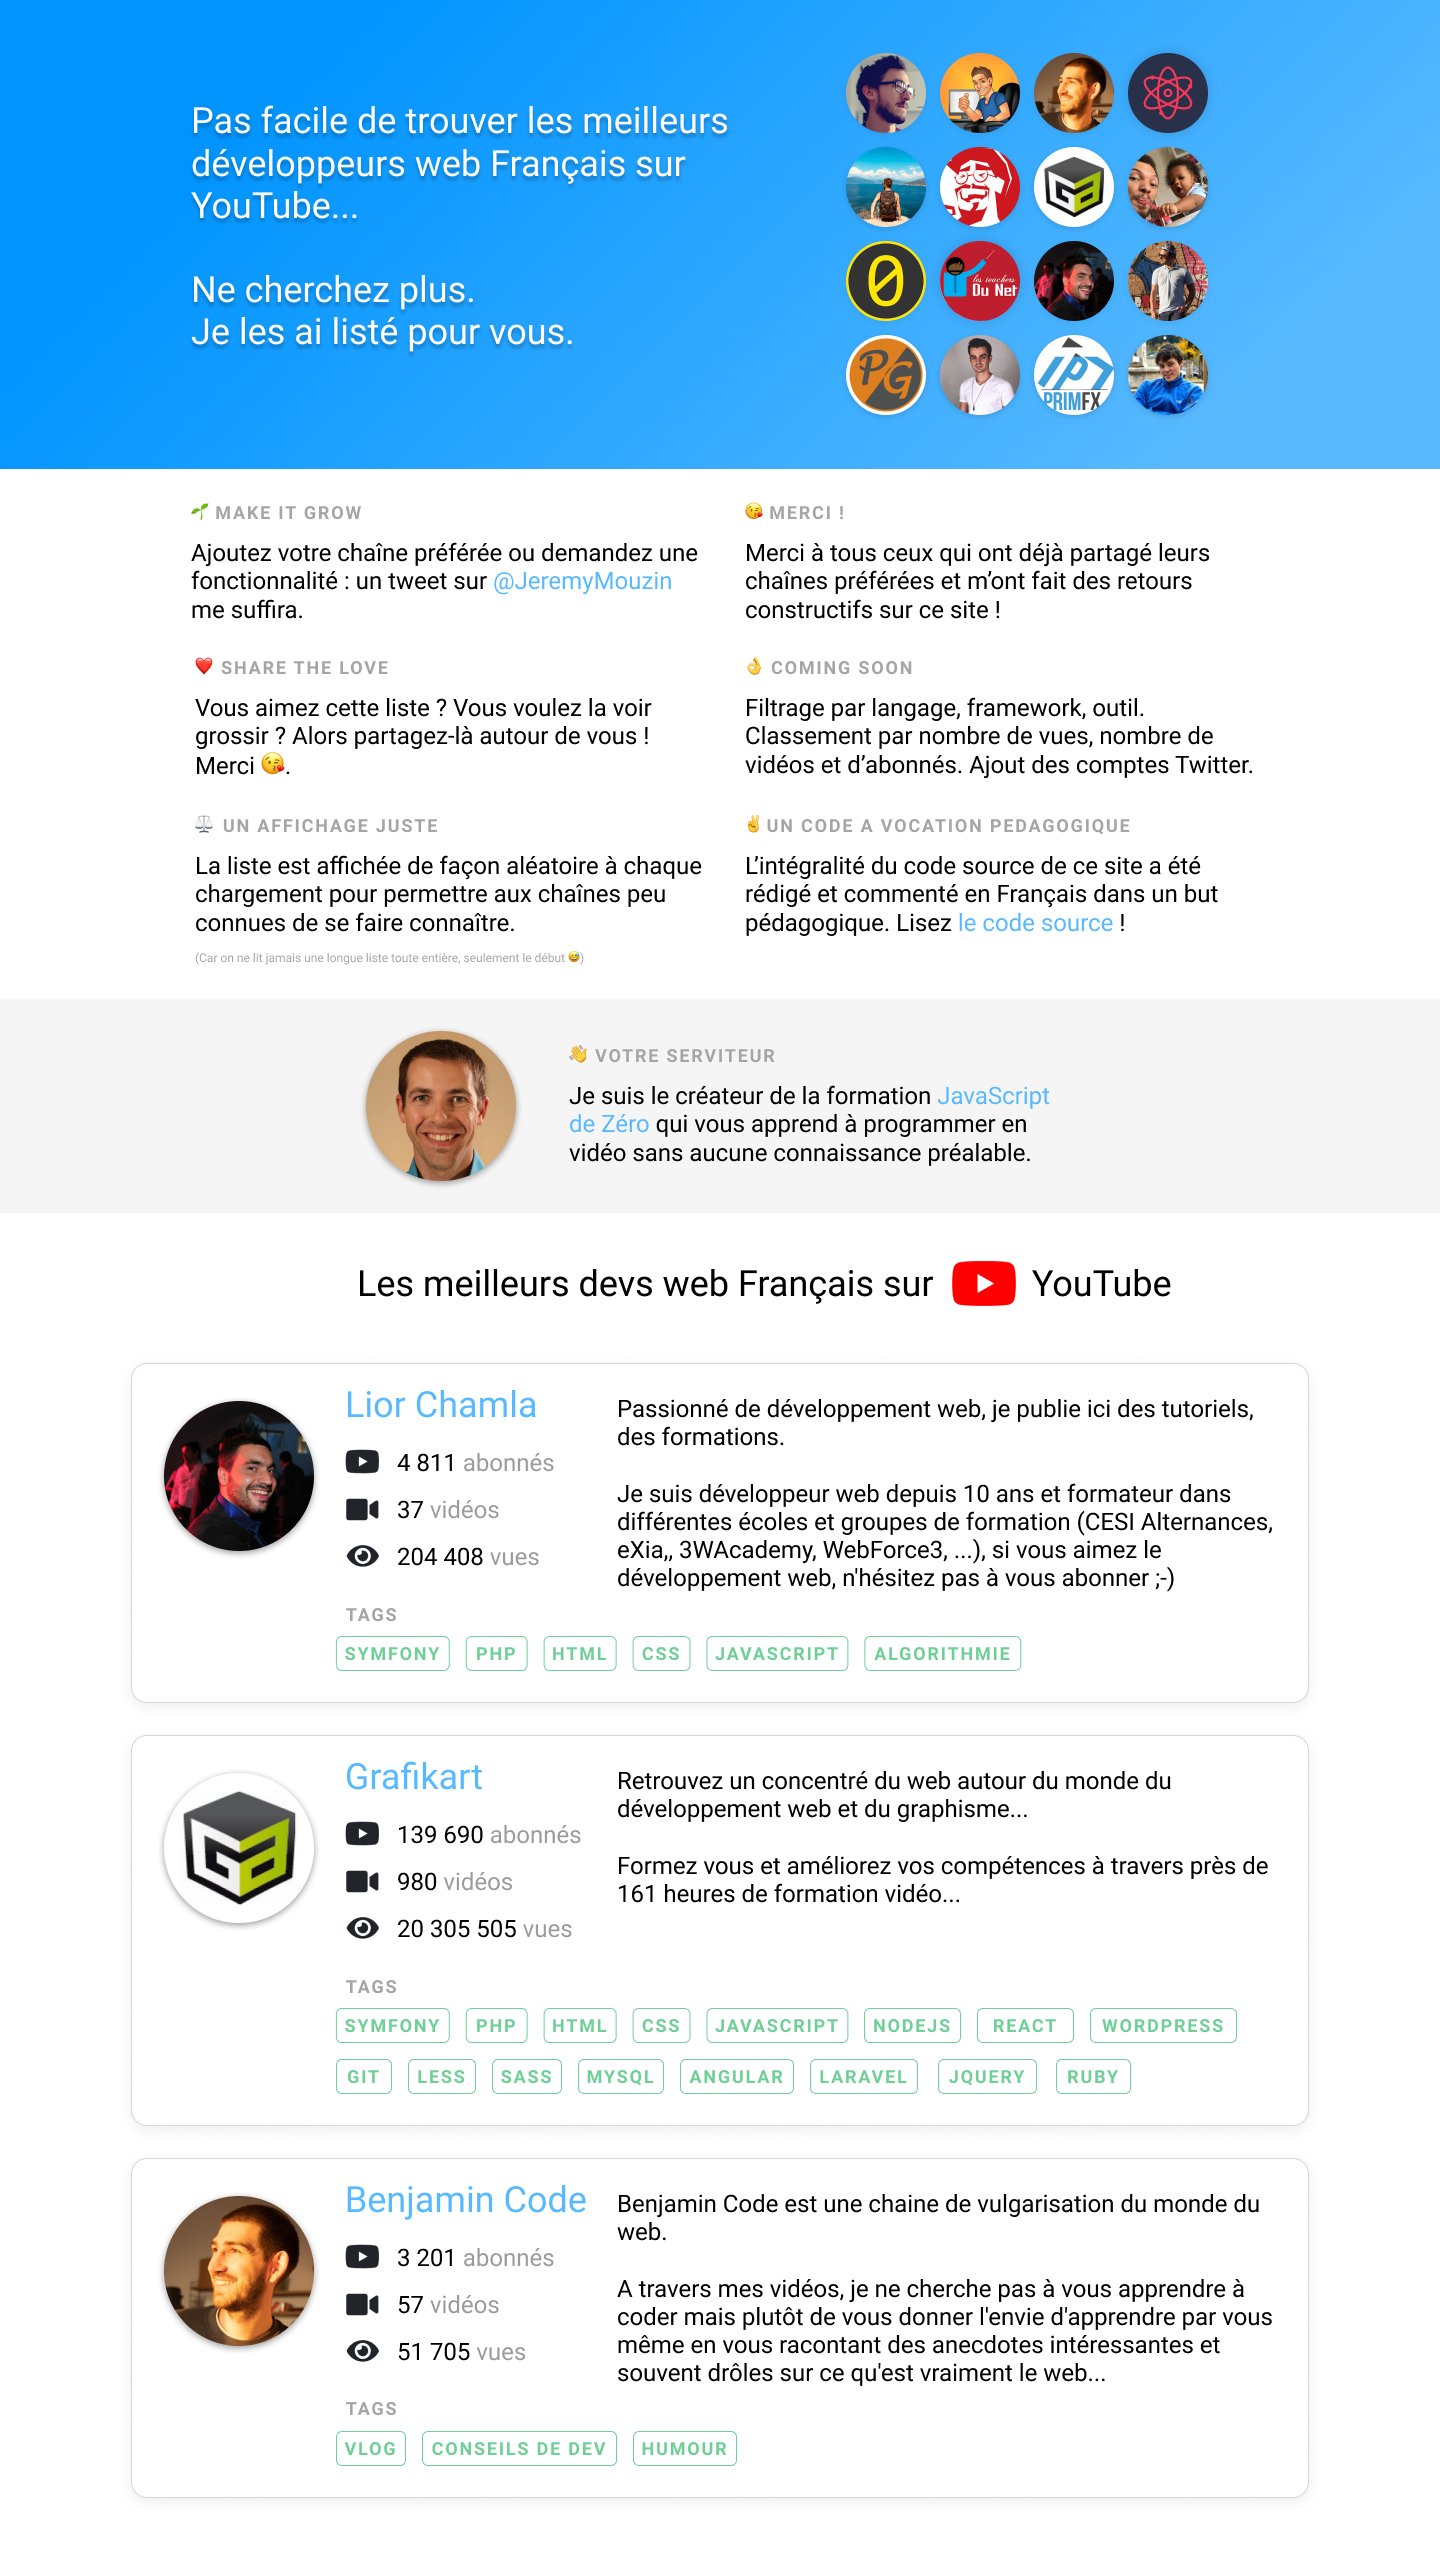 Pas facile de trouver les meilleurs
développeurs web Français sur
YouTube...
Ne cherchez plus.
Je les ai listé pour vous.
les teachers
Du Net
PG
PRIMFX
MAKE IT GROW
Ajoutez votre chaîne préférée ou demandez une
fonctionnalité : un tweet sur @JeremyMouzin
me suffira.
😘 MERCI !
Merci à tous ceux qui ont déjà partagé leurs
chaînes préférées et m’ont fait des retours
constructifs sur ce site !
SHARE THE LOVE
Vous aimez cette liste ? Vous voulez la voir
grossir ? Alors partagez-là autour de vous !
Merci 😘.
COMING SOON
Filtrage par langage, framework, outil.
Classement par nombre de vues, nombre de
vidéos et d’abonnés. Ajout des comptes Twitter.
UN AFFICHAGE JUSTE
La liste est affichée de façon aléatoire à chaque
chargement pour permettre aux chaînes peu
connues de se faire connaître.
(Car on ne lit jamais une longue liste toute entière, seulement le début 😅)
UN CODE A VOCATION PEDAGOGIQUE
L’intégralité du code source de ce site a été
rédigé et commenté en Français dans un but
pédagogique. Lisez le code source !
VOTRE SERVITEUR
Je suis le créateur de la formation JavaScript
de Zéro qui vous apprend à programmer en
vidéo sans aucune connaissance préalable.
Les meilleurs devs web Français sur YouTube
Lior Chamla
4 811 abonnés
37 vidéos
204 408 vues
Passionné de développement web, je publie ici des tutoriels,
des formations.
Je suis développeur web depuis 10 ans et formateur dans
différentes écoles et groupes de formation (CESI Alternances,
eXia,, 3WAcademy, WebForce3, ...), si vous aimez le
développement web, n'hésitez pas à vous abonner ;-)
TAGS
SYMFONY PHP HTML CSS JAVASCRIPT ALGORITHMIE
Grafikart
139 690 abonnés
980 vidéos
20 305 505 vues
Retrouvez un concentré du web autour du monde du
développement web et du graphisme...
Formez vous et améliorez vos compétences à travers près de
161 heures de formation vidéo...
TAGS
SYMFONY PHP HTML CSS JAVASCRIPT NODEJS REACT WORDPRESS
GIT LESS SASS MYSQL ANGULAR LARAVEL JQUERY RUBY
Benjamin Code
3 201 abonnés
57 vidéos
51 705 vues
Benjamin Code est une chaine de vulgarisation du monde du
web.
A travers mes vidéos, je ne cherche pas à vous apprendre à
coder mais plutôt de vous donner l'envie d'apprendre par vous
même en vous racontant des anecdotes intéressantes et
souvent drôles sur ce qu'est vraiment le web...
TAGS
VLOG CONSEILS DE DEV HUMOUR